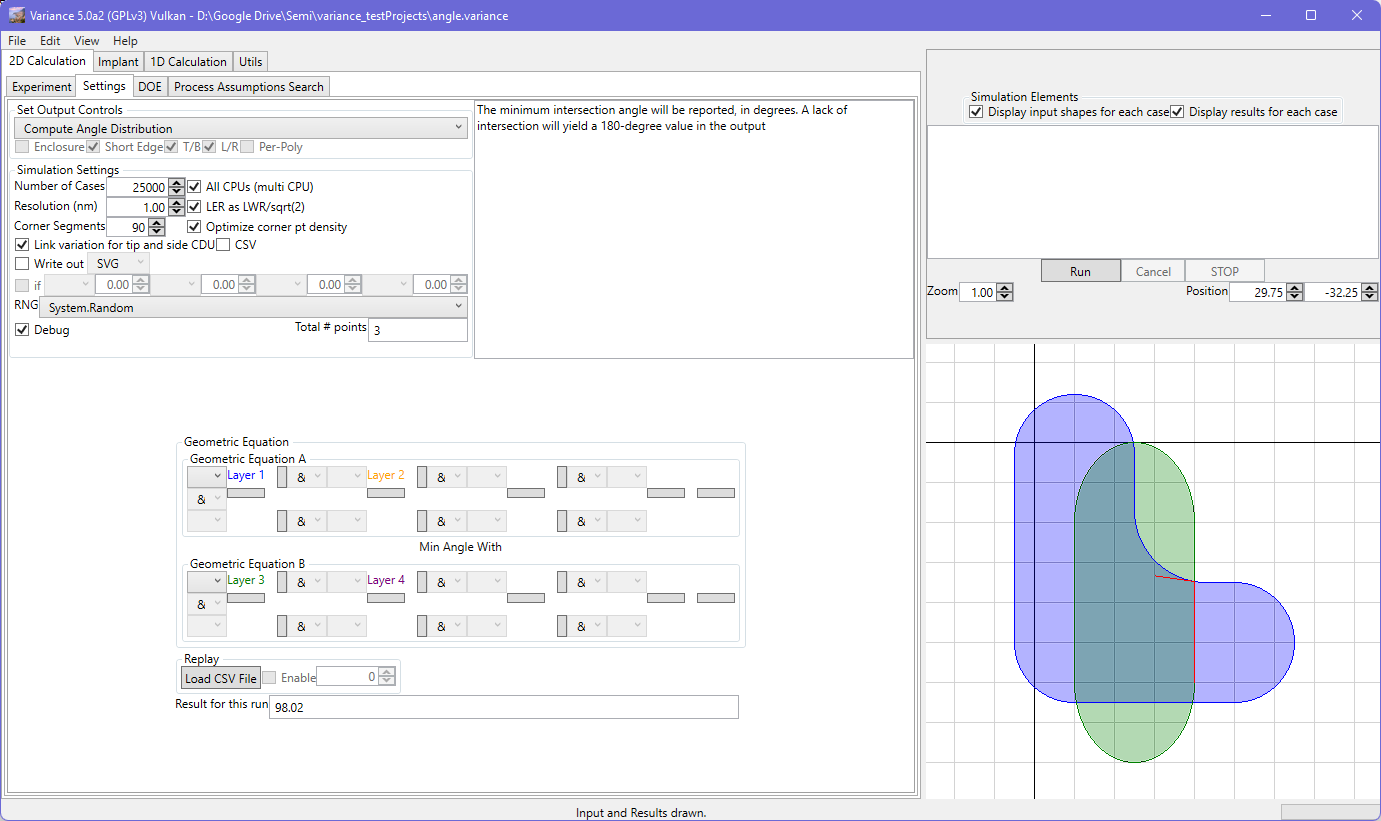 Variance 5.0a2 (GPLv3) Vulkan - D:\Google Drive\Semi\variance_testProjects\angle.variance
File Edit View Help
2D Calculation Implant 1D Calculation Utils
Experiment Settings DOE Process Assumptions Search
Set Output Controls
Compute Angle Distribution
Enclosure Short Edge T/B L/R Per-Poly
Simulation Settings
Number of Cases 25000 All CPUs (multi CPU)
Resolution (nm) 1.00 LER as LWR/sqrt(2)
Corner Segments 90 Optimize corner pt density
Link variation for tip and side CDU CSV
Write out SVG
if 0.00 0.00 0.00 0.00
RNG System.Random
Debug Total # points 3
The minimum intersection angle will be reported, in degrees. A lack of
intersection will yield a 180-degree value in the output
Geometric Equation
Geometric Equation A
Layer 1 & Layer 2 & &
&
& & &
Min Angle With
Geometric Equation B
Layer 3 & Layer 4 & &
&
& & &
Replay
Load CSV File Enable 0
Result for this run 98.02
Simulation Elements
Display input shapes for each case Display results for each case
Run Cancel STOP
Zoom 1.00 Position 29.75 -32.25
Input and Results drawn.